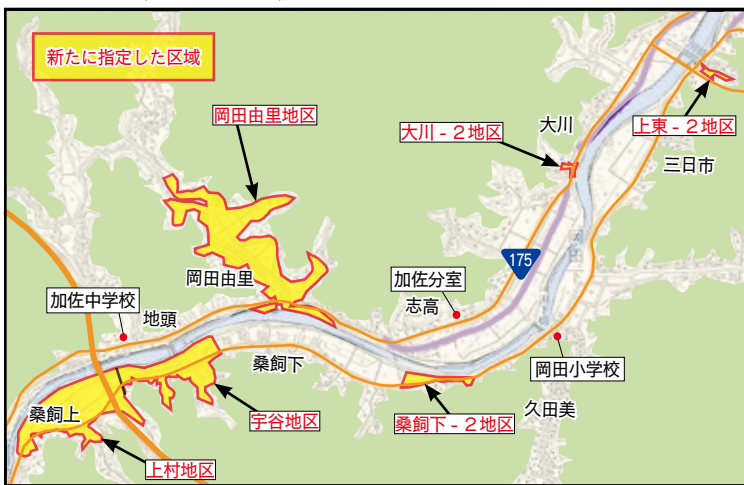 新たに指定した区域
岡田由里地区
大川
大川 - 2地区
上東 - 2地区
三日市
175
岡田由里
加佐分室
志高
加佐中学校
地頭
桑飼下
岡田小学校
桑飼上
宇谷地区
桑飼下 - 2地区
久田美
上村地区